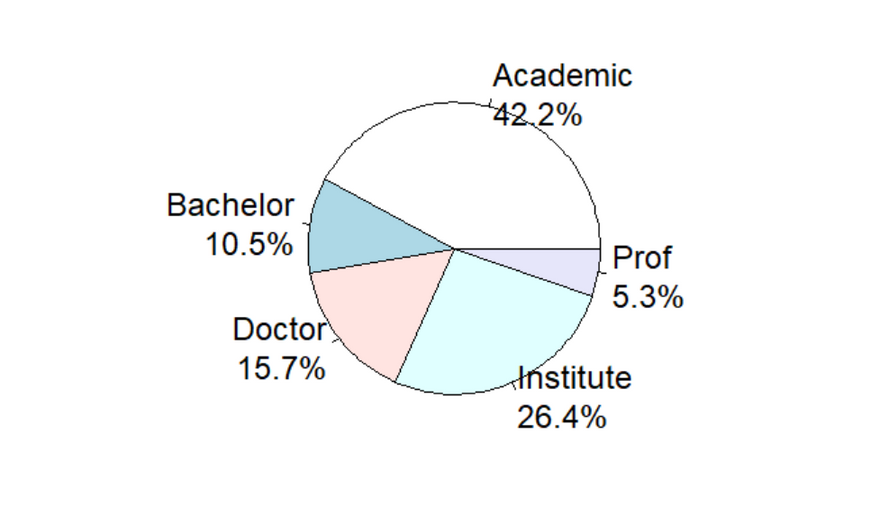 Academic
42.2%
Bachelor
10.5%
Prof
5.3%
Doctor
15.7%
Institute
26.4%